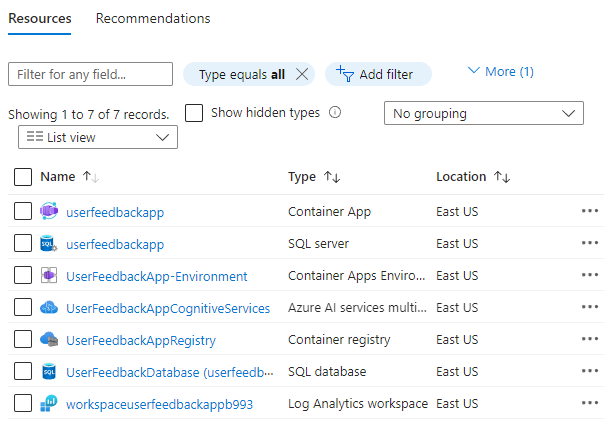 Resources Recommendations
Filter for any field... Type equals all Add filter More (1)
Showing 1 to 7 of 7 records. Show hidden types No grouping
List view
Name Type Location
userfeedbackapp Container App East US
SQL userfeedbackapp SQL server East US
UserFeedbackApp-Environment Container Apps Enviro... East US
UserFeedbackAppCognitiveServices Azure AI services multi... East US
UserFeedbackAppRegistry Container registry East US
SQL UserFeedbackDatabase (userfeedb... SQL database East US
workspaceuserfeedbackappb993 Log Analytics workspace East US